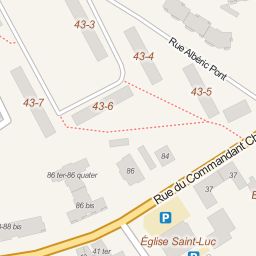 43-3
Rue Albéric Pont
43-4
43-5
43-7
43-6
Rue du Commandant Ch
84
86
86 ter-86 quater
86 bis
37
37
-88 bis
P
Église Saint-Luc
P
41 ter